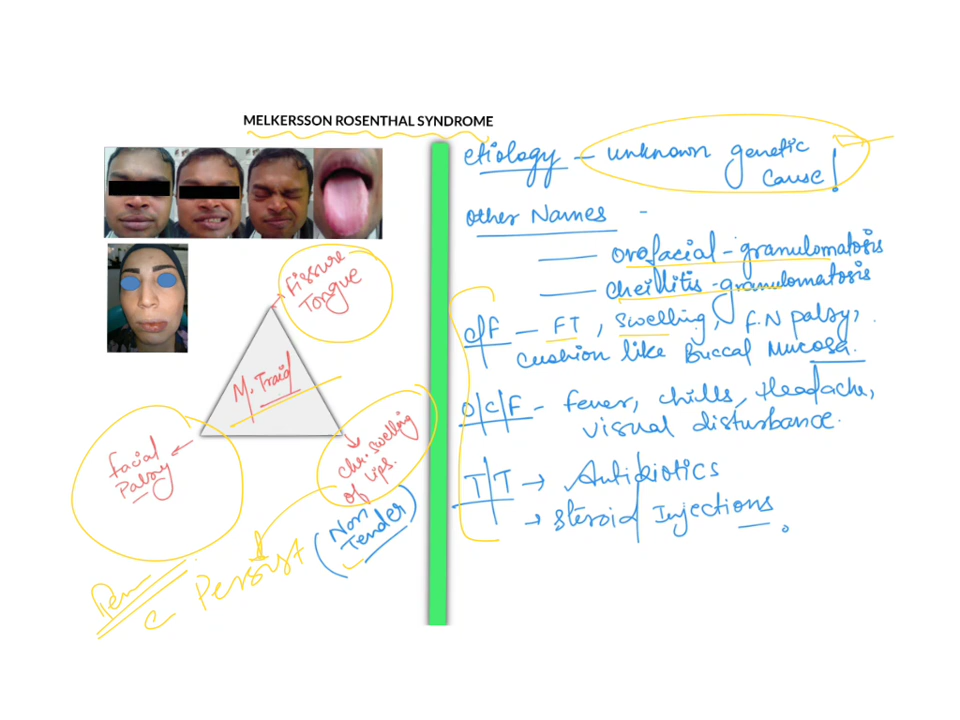 MELKERSSON ROSENTHAL SYNDROME
etiology - unknown genetic
cause!
other Names -
orofacial-granulomatosis
cheillitis-granulomatosis
c/F - FT, swelling, F.N palsy,
cushion like Buccal Mucosa.
O/C/F - fever, chills, Headache,
visual disturbance.
T/T → Antibiotics
→ steroid Injections.
Fissure
Tongue
M. Traid
facial
Palsy
chr. swelling
of lips.
(Non
Tender)
Persist